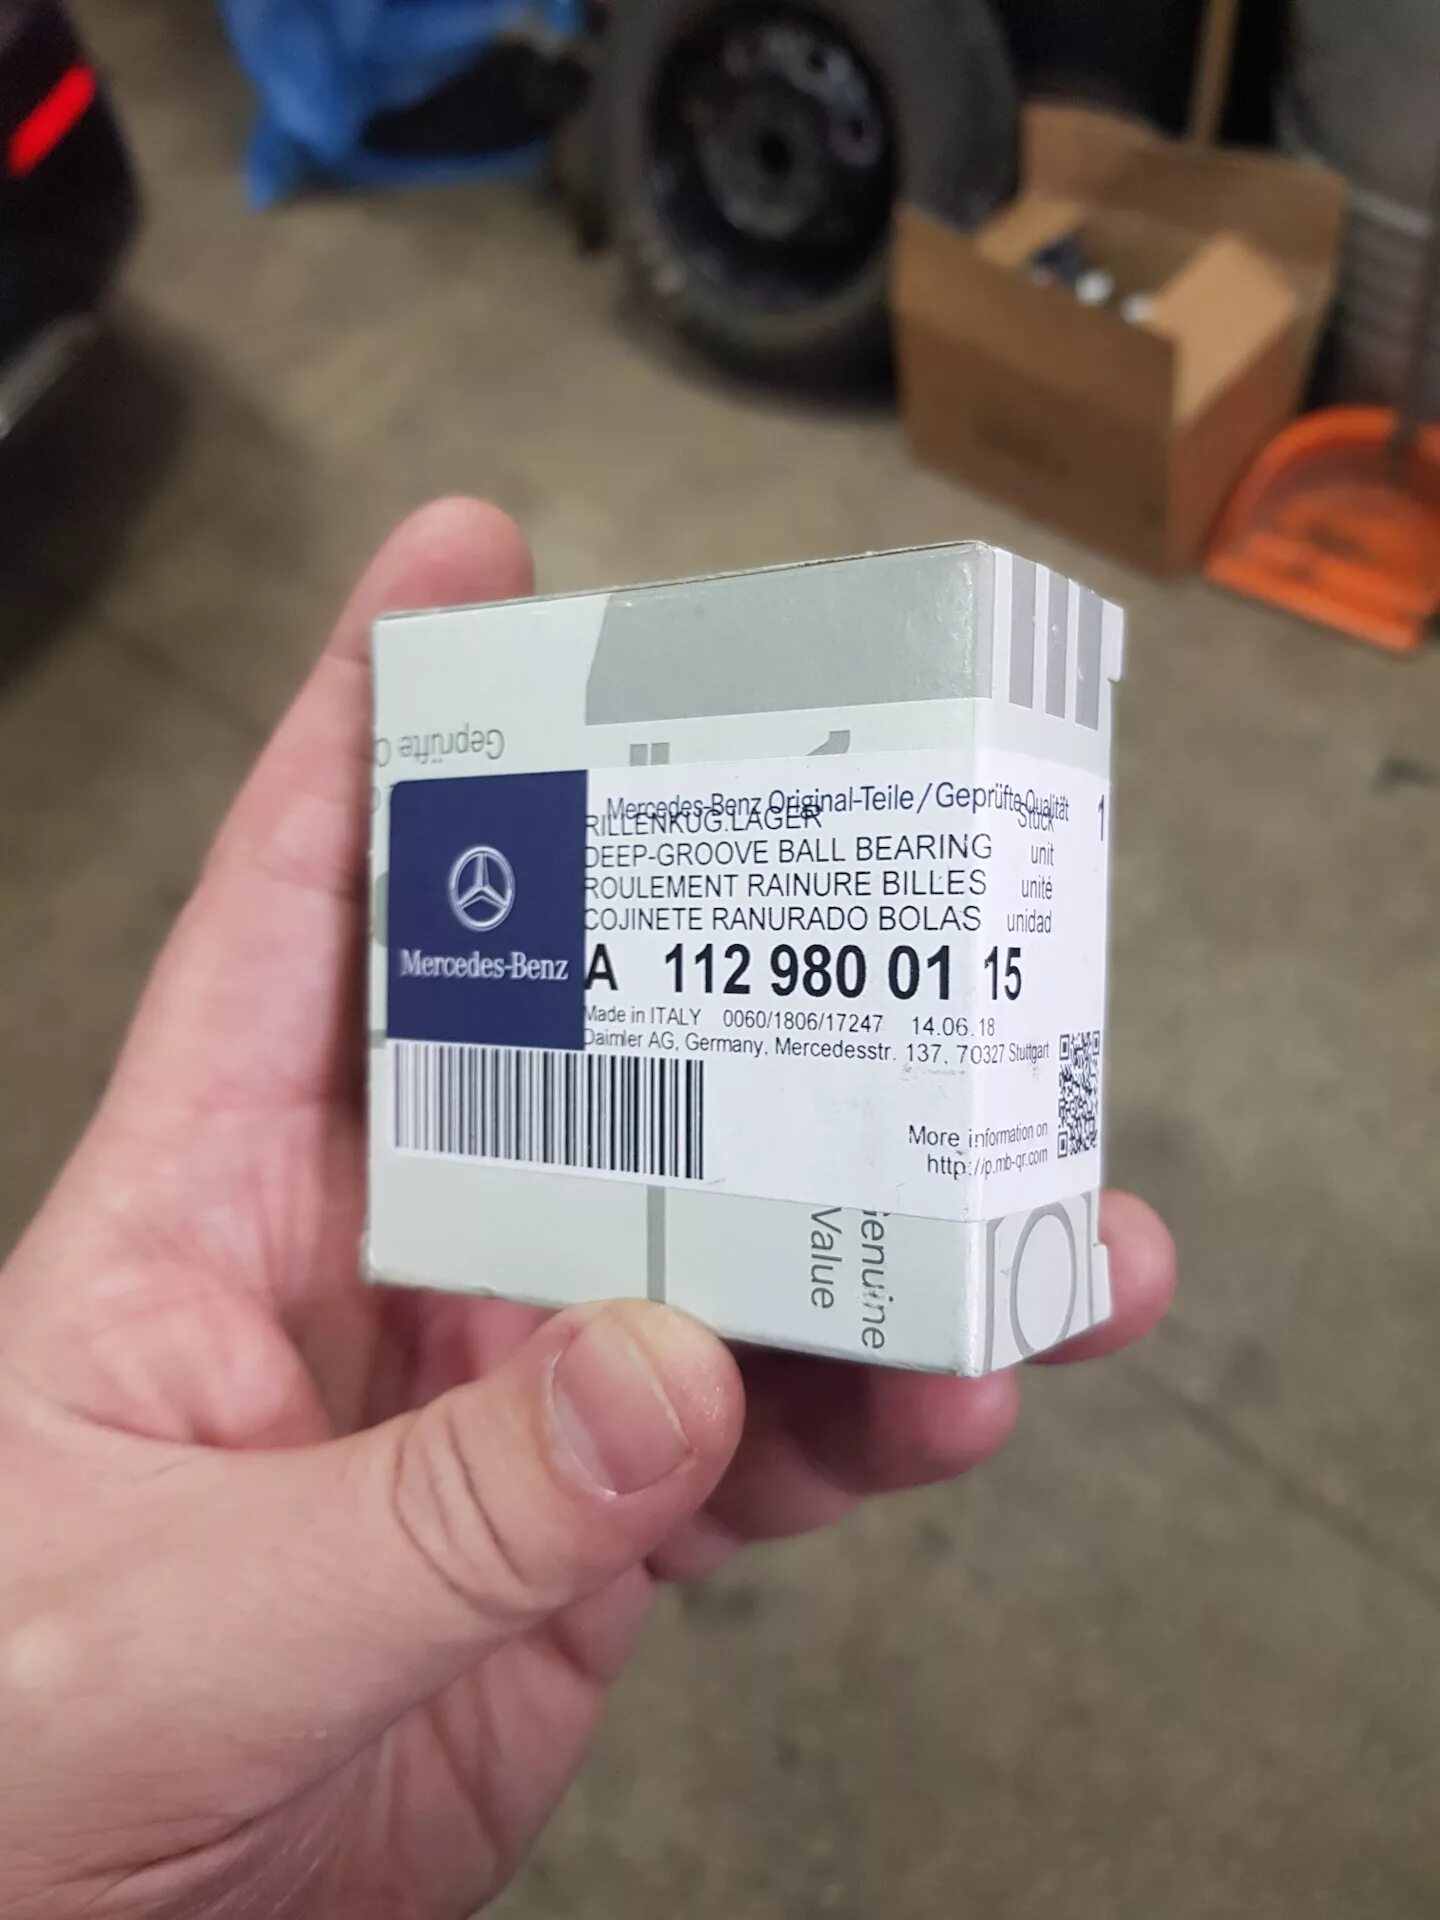 Geprüfte Q
Mercedes-Benz Original-Teile/Geprüfte Qualität
RILLENKUG.LAGER Stück 1
DEEP-GROOVE BALL BEARING unit
ROULEMENT RAINURE BILLES unité
COJINETE RANURADO BOLAS unidad
Mercedes-Benz
A 112 980 01 15
Made in ITALY 0060/1806/17247 14.06.18
Daimler AG, Germany, Mercedesstr. 137, 70327 Stuttgart
More information on
http://p.mb-qr.com
Genuine
Value